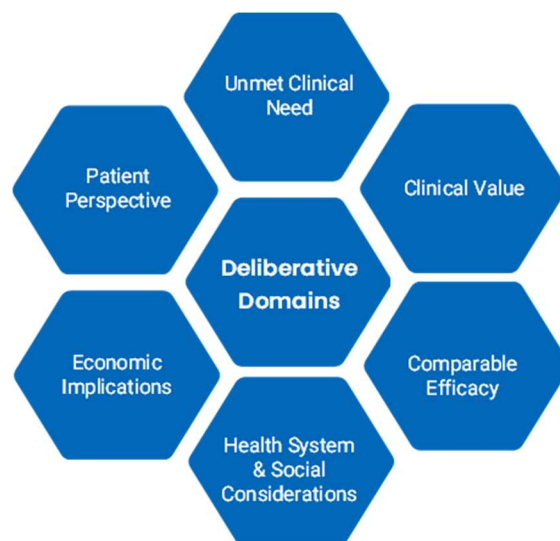 Unmet Clinical
Need
Patient
Perspective
Clinical Value
Deliberative
Domains
Economic
Implications
Comparable
Efficacy
Health System
& Social
Considerations